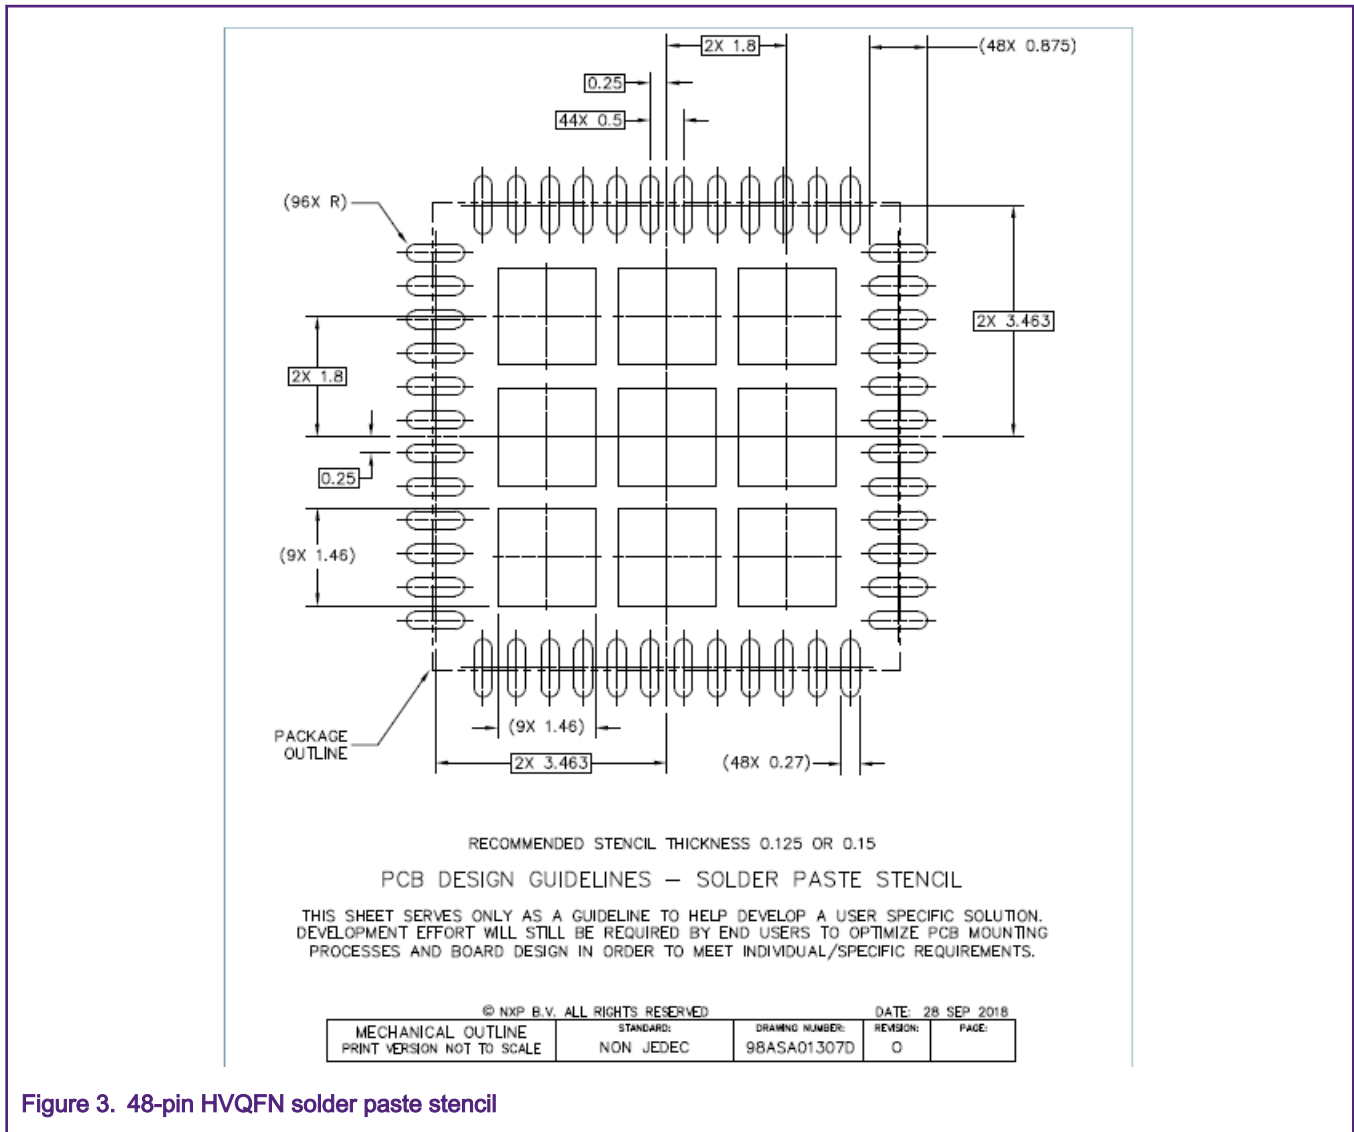 2X 1.8
(48X 0.875)
0.25
44X 0.5
(96X R)
2X 3.463
2X 1.8
0.25
(9X 1.46)
(9X 1.46)
PACKAGE
OUTLINE
2X 3.463
(48X 0.27)
RECOMMENDED STENCIL THICKNESS 0.125 OR 0.15
PCB DESIGN GUIDELINES – SOLDER PASTE STENCIL
THIS SHEET SERVES ONLY AS A GUIDELINE TO HELP DEVELOP A USER SPECIFIC SOLUTION.
DEVELOPMENT EFFORT WILL STILL BE REQUIRED BY END USERS TO OPTIMIZE PCB MOUNTING
PROCESSES AND BOARD DESIGN IN ORDER TO MEET INDIVIDUAL/SPECIFIC REQUIREMENTS.
© NXP B.V. ALL RIGHTS RESERVED
DATE: 28 SEP 2018
MECHANICAL OUTLINE
PRINT VERSION NOT TO SCALE
STANDARD:
NON JEDEC
DRAWING NUMBER:
98ASA01307D
REVISION:
O
PAGE:
Figure 3. 48-pin HVQFN solder paste stencil